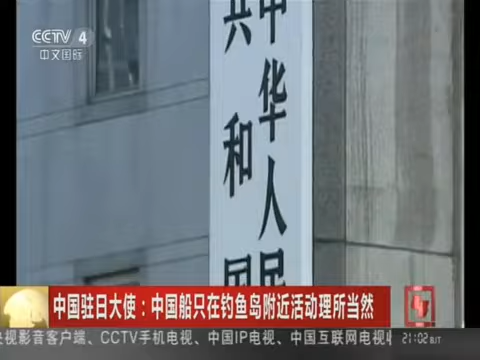 CCTV 4
中文国际
中华人民
共和国
中国驻日大使：中国船只在钓鱼岛附近活动理所当然
央视影音客户端、CCTV手机电视、中国IP电视、中国互联网电视收
21:02